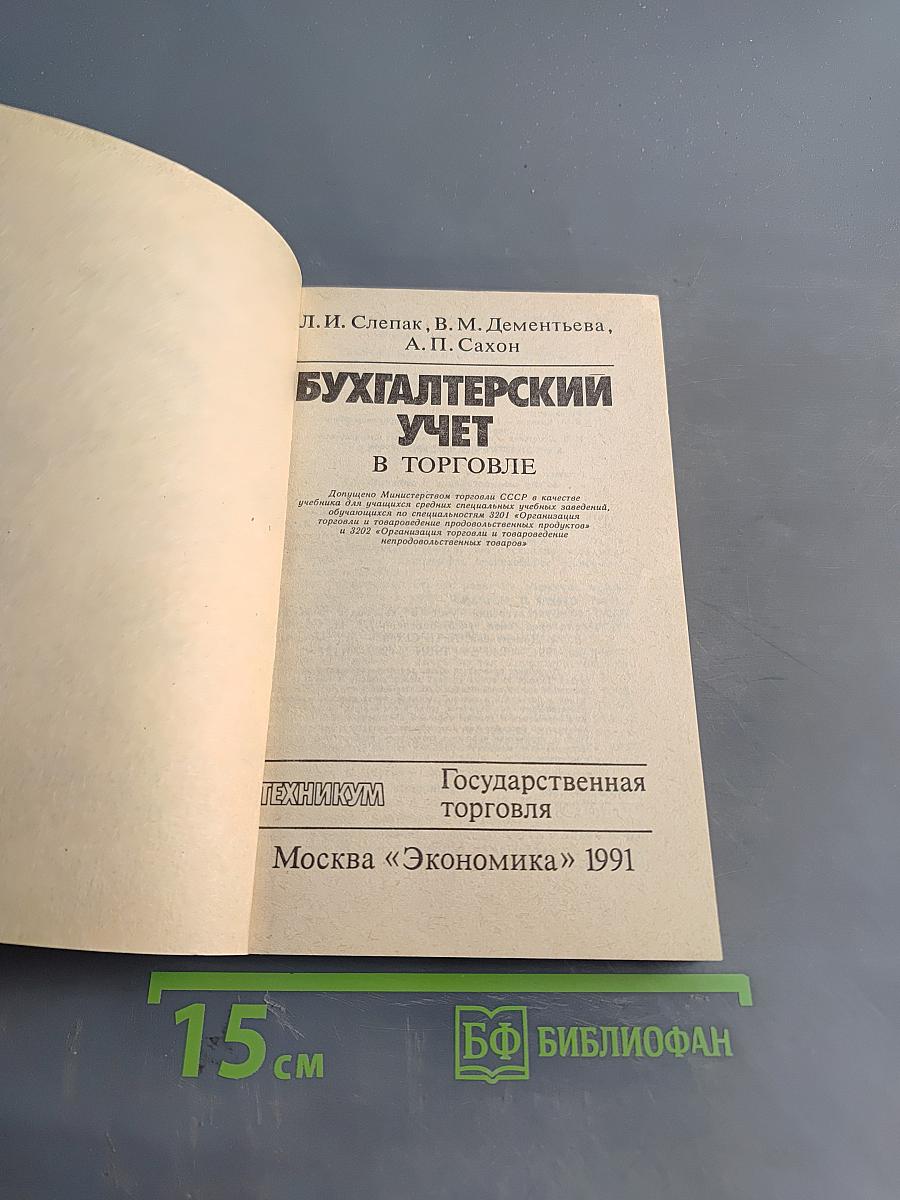 Л. И. Слепак, В. М. Дементьева,
А. П. Сахон
БУХГАЛТЕРСКИЙ
УЧЕТ
В ТОРГОВЛЕ
Допущено Министерством торговли СССР в качестве
учебника для учащихся средних специальных учебных заведений,
обучающихся по специальностям 3201 «Организация
торговли и товароведение продовольственных продуктов»
и 3202 «Организация торговли и товароведение
непродовольственных товаров»
ТЕХНИКУМ
Государственная
торговля
Москва «Экономика» 1991
15 см
БФ БИБЛИОФАН